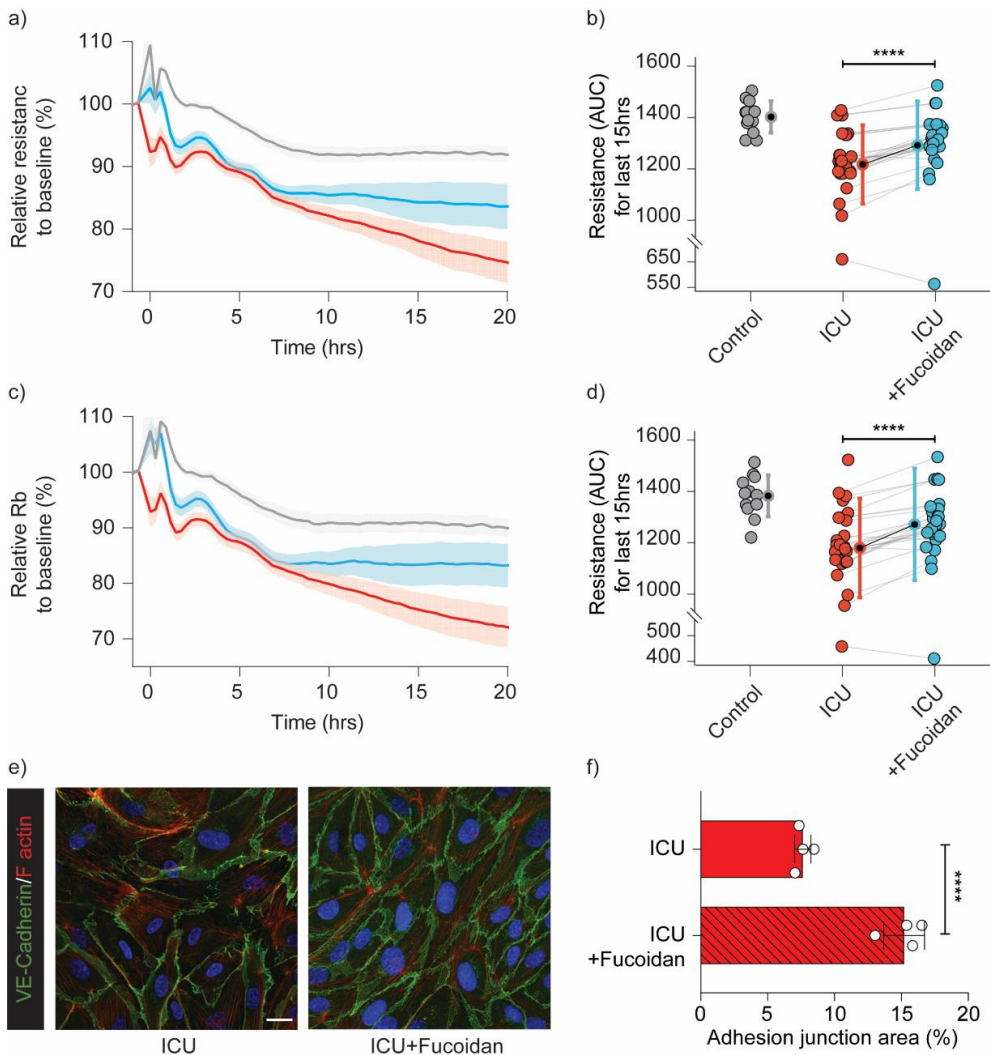 a)
110
100
90
80
70
Relative resistanc
to baseline (%)
0
5
10
15
20
Time (hrs)
b)
****
1600
1400
1200
1000
650
550
Resistance (AUC)
for last 15hrs
Control
ICU
ICU
+Fucoidan
c)
110
100
90
80
70
Relative Rb
to baseline (%)
0
5
10
15
20
Time (hrs)
d)
****
1600
1400
1200
1000
500
400
Resistance (AUC)
for last 15hrs
Control
ICU
ICU
+Fucoidan
e)
VE-Cadherin/F actin
ICU
ICU+Fucoidan
f)
ICU
ICU
+Fucoidan
****
0
5
10
15
20
Adhesion junction area (%)